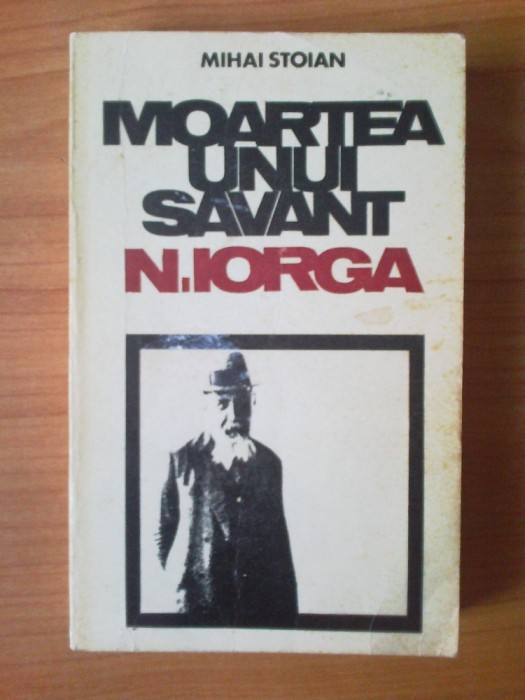 MIHAI STOIAN
MOARTEA
UNUI
SAVANT
N.IORGA